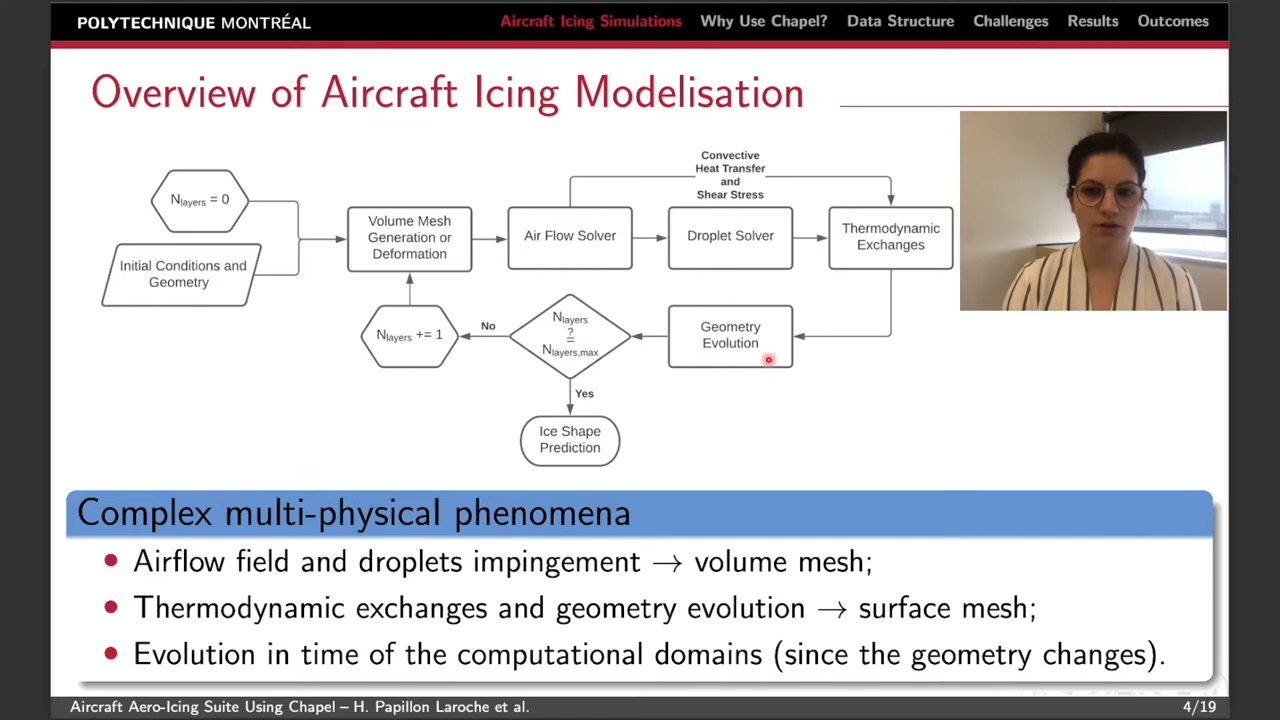 POLYTECHNIQUE MONTRÉAL
Aircraft Icing Simulations Why Use Chapel? Data Structure Challenges Results Outcomes
Overview of Aircraft Icing Modelisation
Convective
Heat Transfer
and
Shear Stress
Nlayers = 0
Initial Conditions and
Geometry
Volume Mesh
Generation or
Deformation
Air Flow Solver
Droplet Solver
Thermodynamic
Exchanges
Nlayers += 1
No
Nlayers
?
=
Nlayers,max
Geometry
Evolution
Yes
Ice Shape
Prediction
Complex multi-physical phenomena
• Airflow field and droplets impingement → volume mesh;
• Thermodynamic exchanges and geometry evolution → surface mesh;
• Evolution in time of the computational domains (since the geometry changes).
Aircraft Aero-Icing Suite Using Chapel – H. Papillon Laroche et al.
4/19